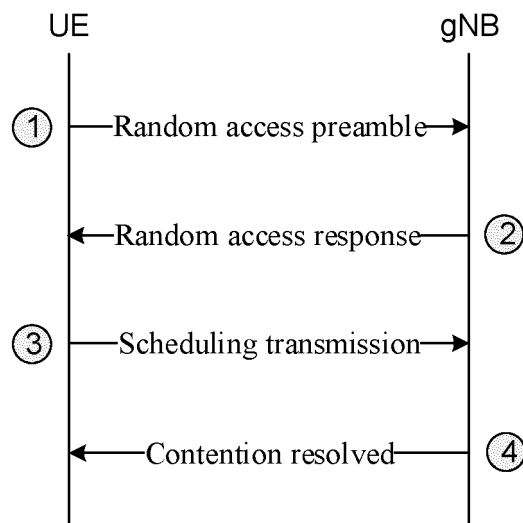 UE gNB
1 Random access preamble
Random access response 2
3 Scheduling transmission
Contention resolved 4